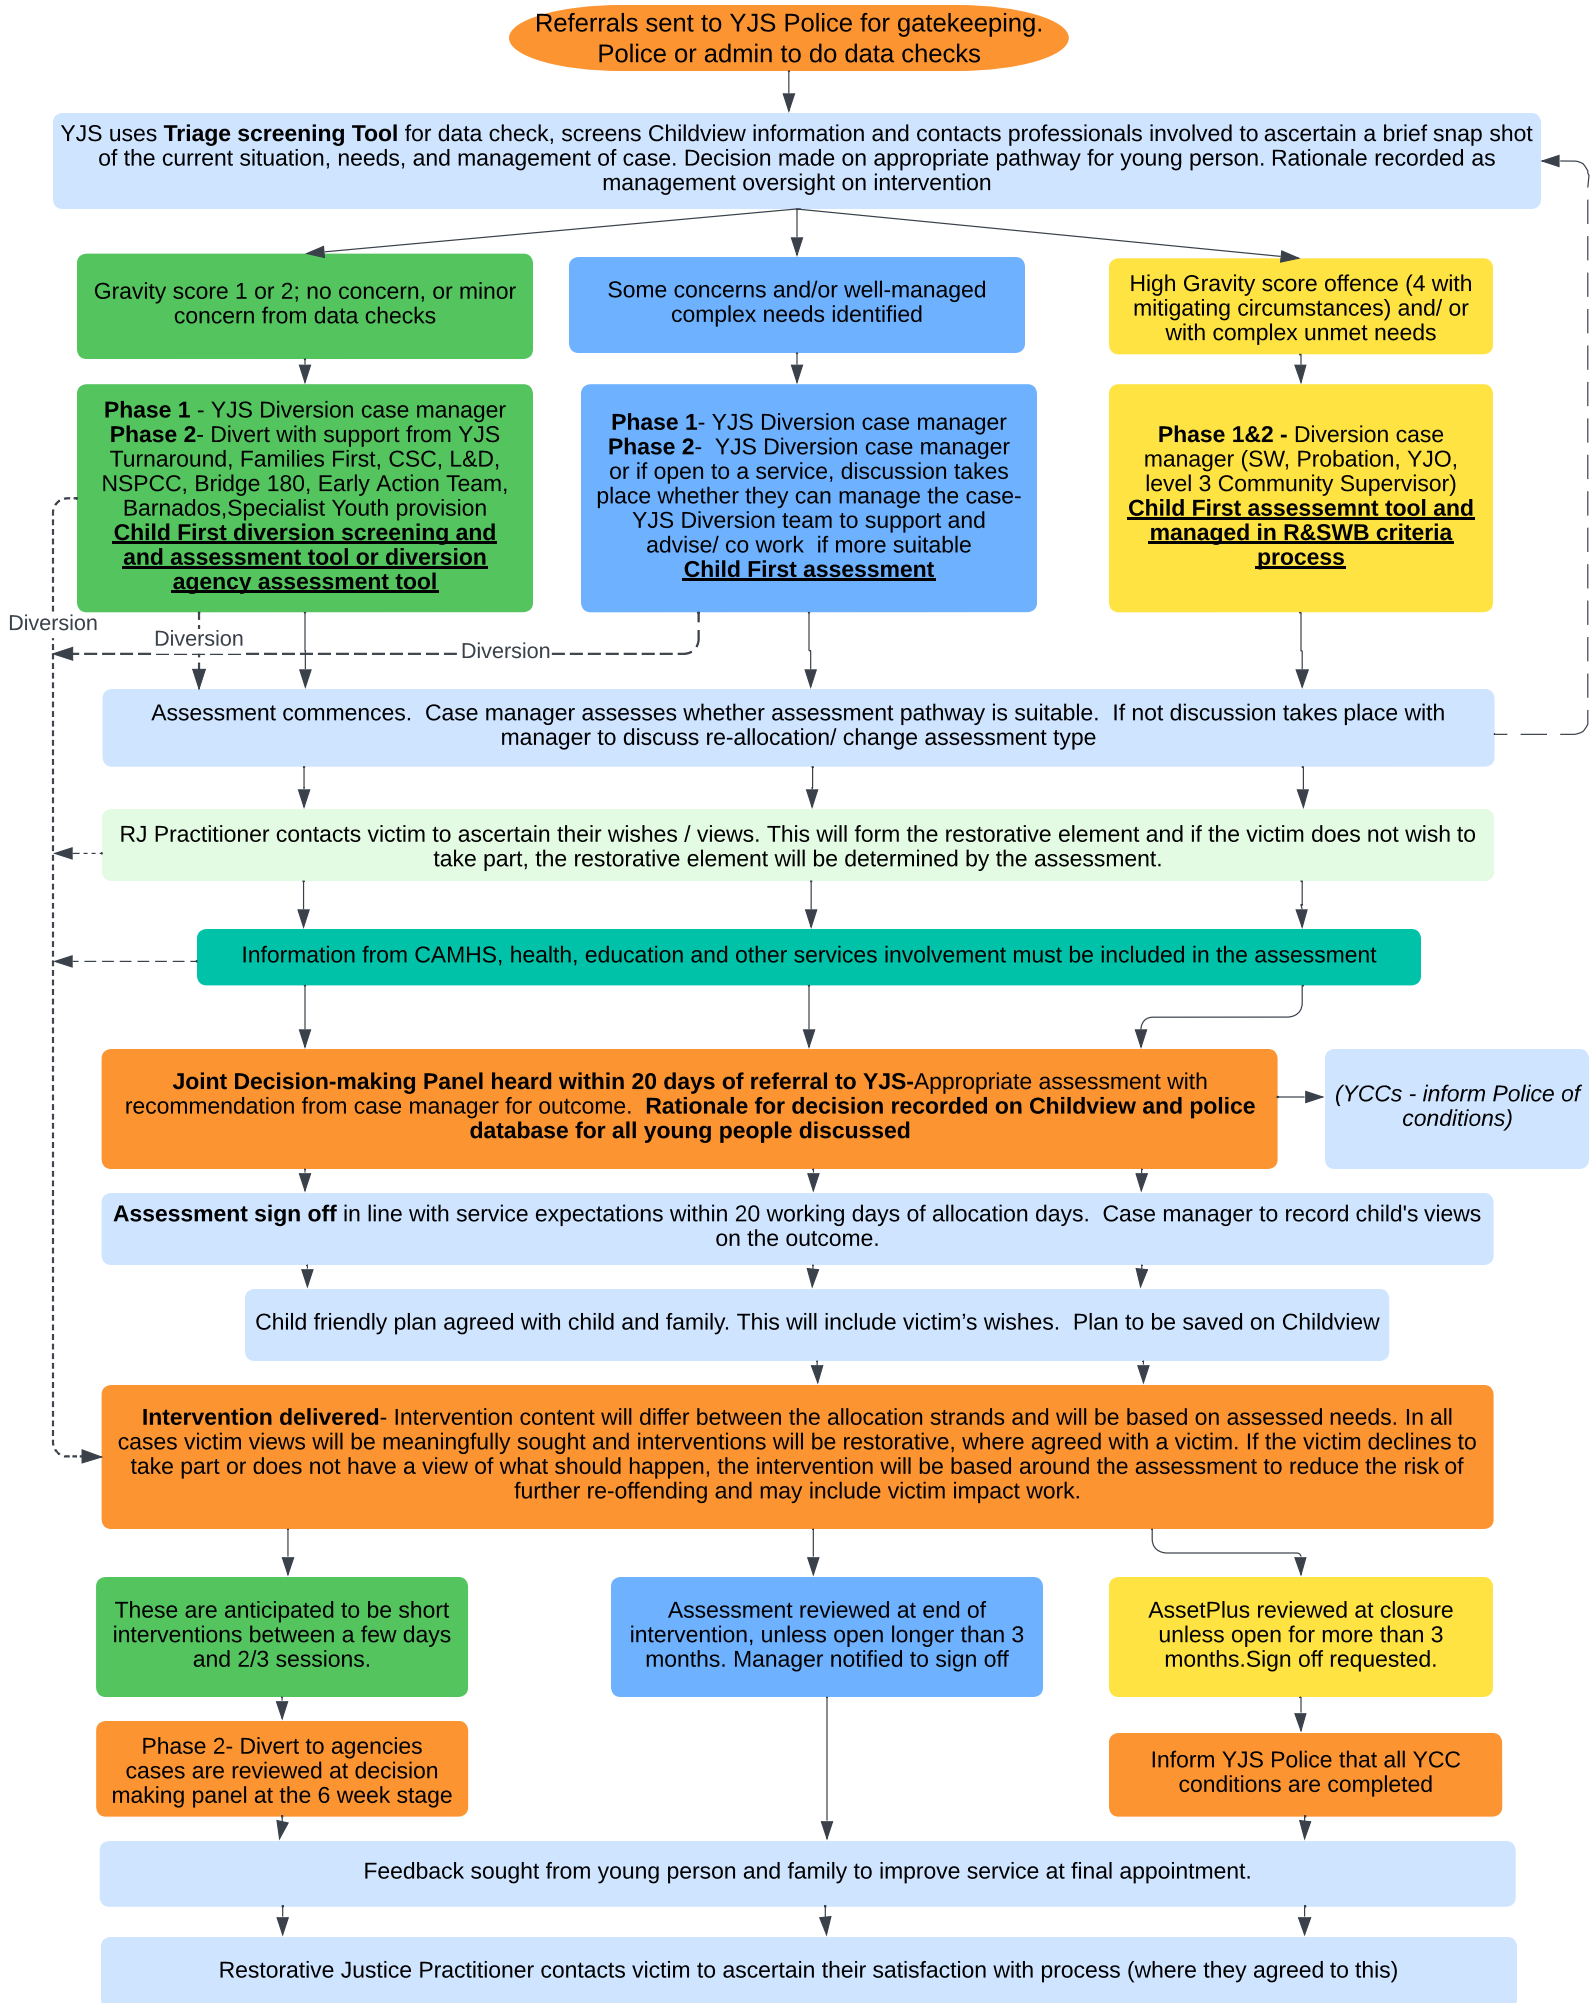 Referrals sent to YJS Police for gatekeeping.
Police or admin to do data checks
YJS uses Triage screening Tool for data check, screens Childview information and contacts professionals involved to ascertain a brief snap shot
of the current situation, needs, and management of case. Decision made on appropriate pathway for young person. Rationale recorded as
management oversight on intervention
Gravity score 1 or 2; no concern, or minor
concern from data checks
Some concerns and/or well-managed
complex needs identified
High Gravity score offence (4 with
mitigating circumstances) and/ or
with complex unmet needs
Phase 1 - YJS Diversion case manager
Phase 2- Divert with support from YJS
Turnaround, Families First, CSC, L&D,
NSPCC, Bridge 180, Early Action Team,
Barnados,Specialist Youth provision
Child First diversion screening and
and assessment tool or diversion
agency assessment tool
Phase 1- YJS Diversion case manager
Phase 2-  YJS Diversion case manager
or if open to a service, discussion takes
place whether they can manage the case-
YJS Diversion team to support and
advise/ co work  if more suitable
Child First assessment
Phase 1&2 - Diversion case
manager (SW, Probation, YJO,
level 3 Community Supervisor)
Child First assessemnt tool and
managed in R&SWB criteria
process
Diversion
Diversion
Diversion
Assessment commences.  Case manager assesses whether assessment pathway is suitable.  If not discussion takes place with
manager to discuss re-allocation/ change assessment type
RJ Practitioner contacts victim to ascertain their wishes / views. This will form the restorative element and if the victim does not wish to
take part, the restorative element will be determined by the assessment.
Information from CAMHS, health, education and other services involvement must be included in the assessment
Joint Decision-making Panel heard within 20 days of referral to YJS-Appropriate assessment with
recommendation from case manager for outcome.  Rationale for decision recorded on Childview and police
database for all young people discussed
(YCCs - inform Police of
conditions)
Assessment sign off in line with service expectations within 20 working days of allocation days.  Case manager to record child's views
on the outcome.
Child friendly plan agreed with child and family. This will include victim’s wishes.  Plan to be saved on Childview
Intervention delivered- Intervention content will differ between the allocation strands and will be based on assessed needs. In all
cases victim views will be meaningfully sought and interventions will be restorative, where agreed with a victim. If the victim declines to
take part or does not have a view of what should happen, the intervention will be based around the assessment to reduce the risk of
further re-offending and may include victim impact work.
These are anticipated to be short
interventions between a few days
and 2/3 sessions.
Assessment reviewed at end of
intervention, unless open longer than 3
months. Manager notified to sign off
AssetPlus reviewed at closure
unless open for more than 3
months.Sign off requested.
Phase 2- Divert to agencies
cases are reviewed at decision
making panel at the 6 week stage
Inform YJS Police that all YCC
conditions are completed
Feedback sought from young person and family to improve service at final appointment.
Restorative Justice Practitioner contacts victim to ascertain their satisfaction with process (where they agreed to this)